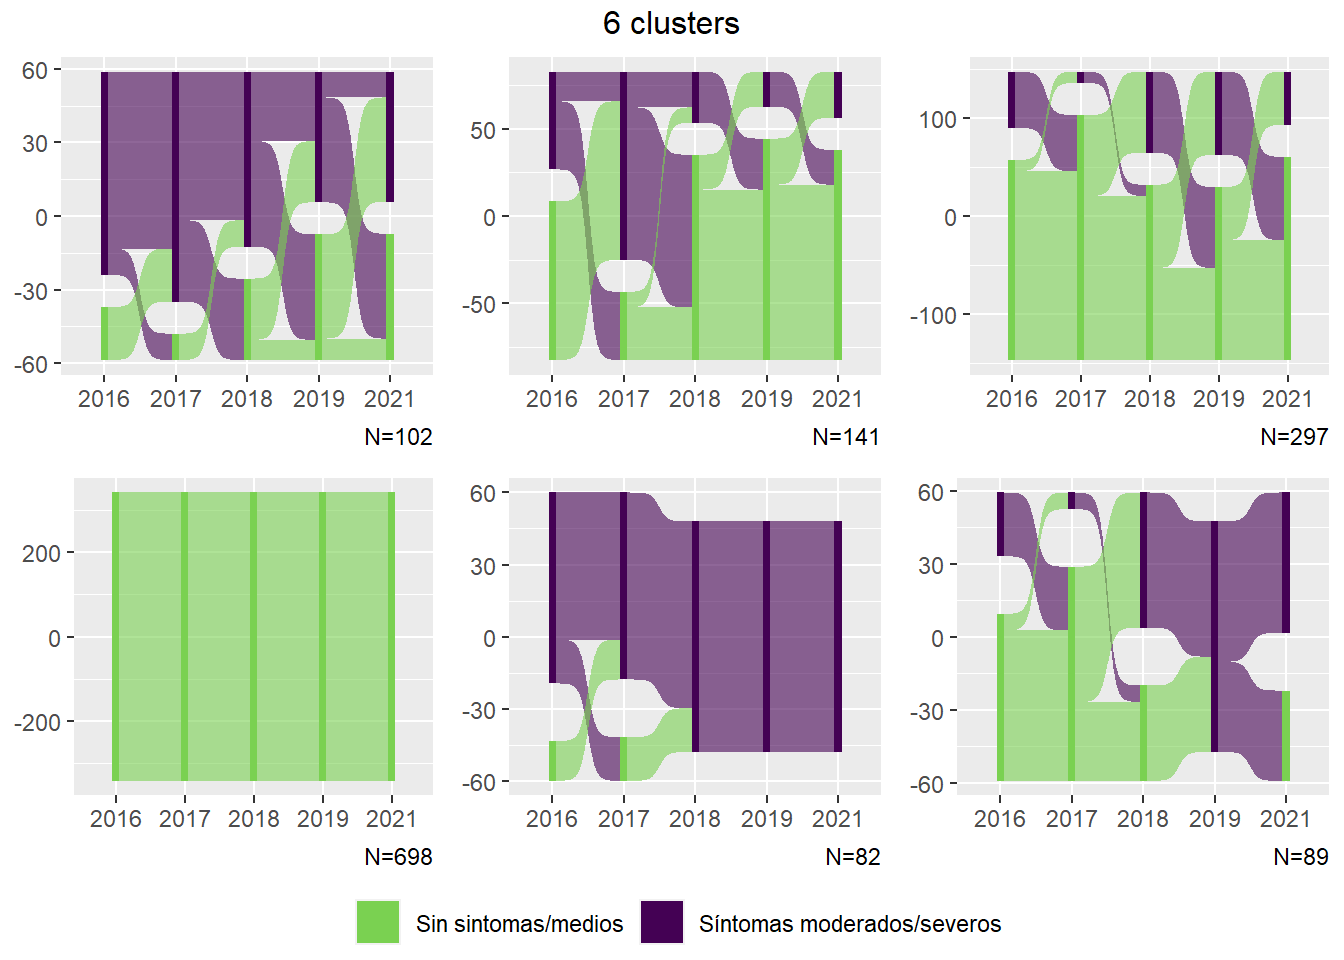 6 clusters
60
30
0
-30
-60
2016 2017 2018 2019 2021
N=102
50
0
-50
2016 2017 2018 2019 2021
N=141
100
0
-100
2016 2017 2018 2019 2021
N=297
200
0
-200
2016 2017 2018 2019 2021
N=698
60
30
0
-30
-60
2016 2017 2018 2019 2021
N=82
60
30
0
-30
-60
2016 2017 2018 2019 2021
N=89
Sin sintomas/medios
Síntomas moderados/severos